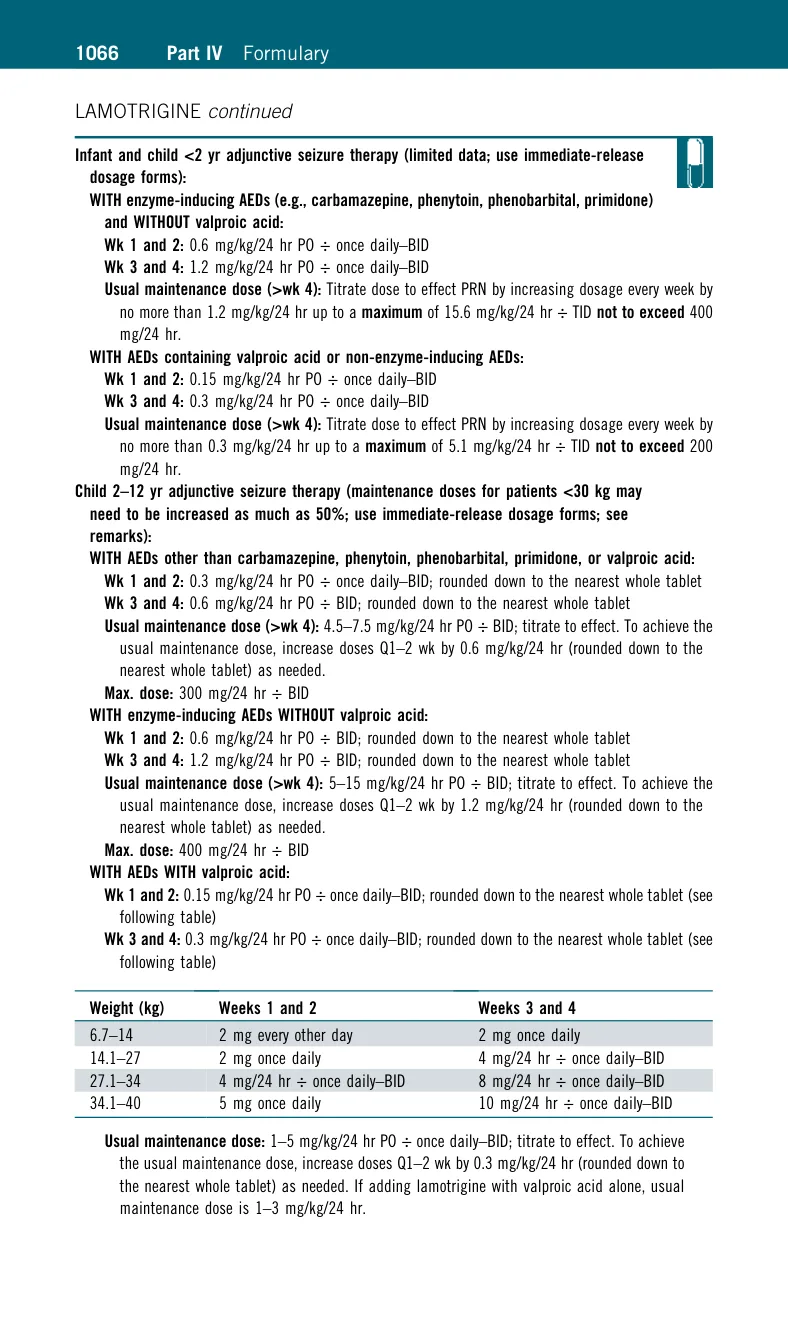 1066 Part IV Formulary
LAMOTRIGINE continued
Infant and child <2 yr adjunctive seizure therapy (limited data; use immediate-release
dosage forms):
WITH enzyme-inducing AEDs (e.g., carbamazepine, phenytoin, phenobarbital, primidone)
and WITHOUT valproic acid:
Wk 1 and 2: 0.6 mg/kg/24 hr PO ÷ once daily–BID
Wk 3 and 4: 1.2 mg/kg/24 hr PO ÷ once daily–BID
Usual maintenance dose (>wk 4): Titrate dose to effect PRN by increasing dosage every week by
no more than 1.2 mg/kg/24 hr up to a maximum of 15.6 mg/kg/24 hr ÷ TID not to exceed 400
mg/24 hr.
WITH AEDs containing valproic acid or non-enzyme-inducing AEDs:
Wk 1 and 2: 0.15 mg/kg/24 hr PO ÷ once daily–BID
Wk 3 and 4: 0.3 mg/kg/24 hr PO ÷ once daily–BID
Usual maintenance dose (>wk 4): Titrate dose to effect PRN by increasing dosage every week by
no more than 0.3 mg/kg/24 hr up to a maximum of 5.1 mg/kg/24 hr ÷ TID not to exceed 200
mg/24 hr.
Child 2–12 yr adjunctive seizure therapy (maintenance doses for patients <30 kg may
need to be increased as much as 50%; use immediate-release dosage forms; see
remarks):
WITH AEDs other than carbamazepine, phenytoin, phenobarbital, primidone, or valproic acid:
Wk 1 and 2: 0.3 mg/kg/24 hr PO ÷ once daily–BID; rounded down to the nearest whole tablet
Wk 3 and 4: 0.6 mg/kg/24 hr PO ÷ BID; rounded down to the nearest whole tablet
Usual maintenance dose (>wk 4): 4.5–7.5 mg/kg/24 hr PO ÷ BID; titrate to effect. To achieve the
usual maintenance dose, increase doses Q1–2 wk by 0.6 mg/kg/24 hr (rounded down to the
nearest whole tablet) as needed.
Max. dose: 300 mg/24 hr ÷ BID
WITH enzyme-inducing AEDs WITHOUT valproic acid:
Wk 1 and 2: 0.6 mg/kg/24 hr PO ÷ BID; rounded down to the nearest whole tablet
Wk 3 and 4: 1.2 mg/kg/24 hr PO ÷ BID; rounded down to the nearest whole tablet
Usual maintenance dose (>wk 4): 5–15 mg/kg/24 hr PO ÷ BID; titrate to effect. To achieve the
usual maintenance dose, increase doses Q1–2 wk by 1.2 mg/kg/24 hr (rounded down to the
nearest whole tablet) as needed.
Max. dose: 400 mg/24 hr ÷ BID
WITH AEDs WITH valproic acid:
Wk 1 and 2: 0.15 mg/kg/24 hr PO ÷ once daily–BID; rounded down to the nearest whole tablet (see
following table)
Wk 3 and 4: 0.3 mg/kg/24 hr PO ÷ once daily–BID; rounded down to the nearest whole tablet (see
following table)
Weight (kg) Weeks 1 and 2 Weeks 3 and 4
6.7–14 2 mg every other day 2 mg once daily
14.1–27 2 mg once daily 4 mg/24 hr ÷ once daily–BID
27.1–34 4 mg/24 hr ÷ once daily–BID 8 mg/24 hr ÷ once daily–BID
34.1–40 5 mg once daily 10 mg/24 hr ÷ once daily–BID
Usual maintenance dose: 1–5 mg/kg/24 hr PO ÷ once daily–BID; titrate to effect. To achieve
the usual maintenance dose, increase doses Q1–2 wk by 0.3 mg/kg/24 hr (rounded down to
the nearest whole tablet) as needed. If adding lamotrigine with valproic acid alone, usual
maintenance dose is 1–3 mg/kg/24 hr.